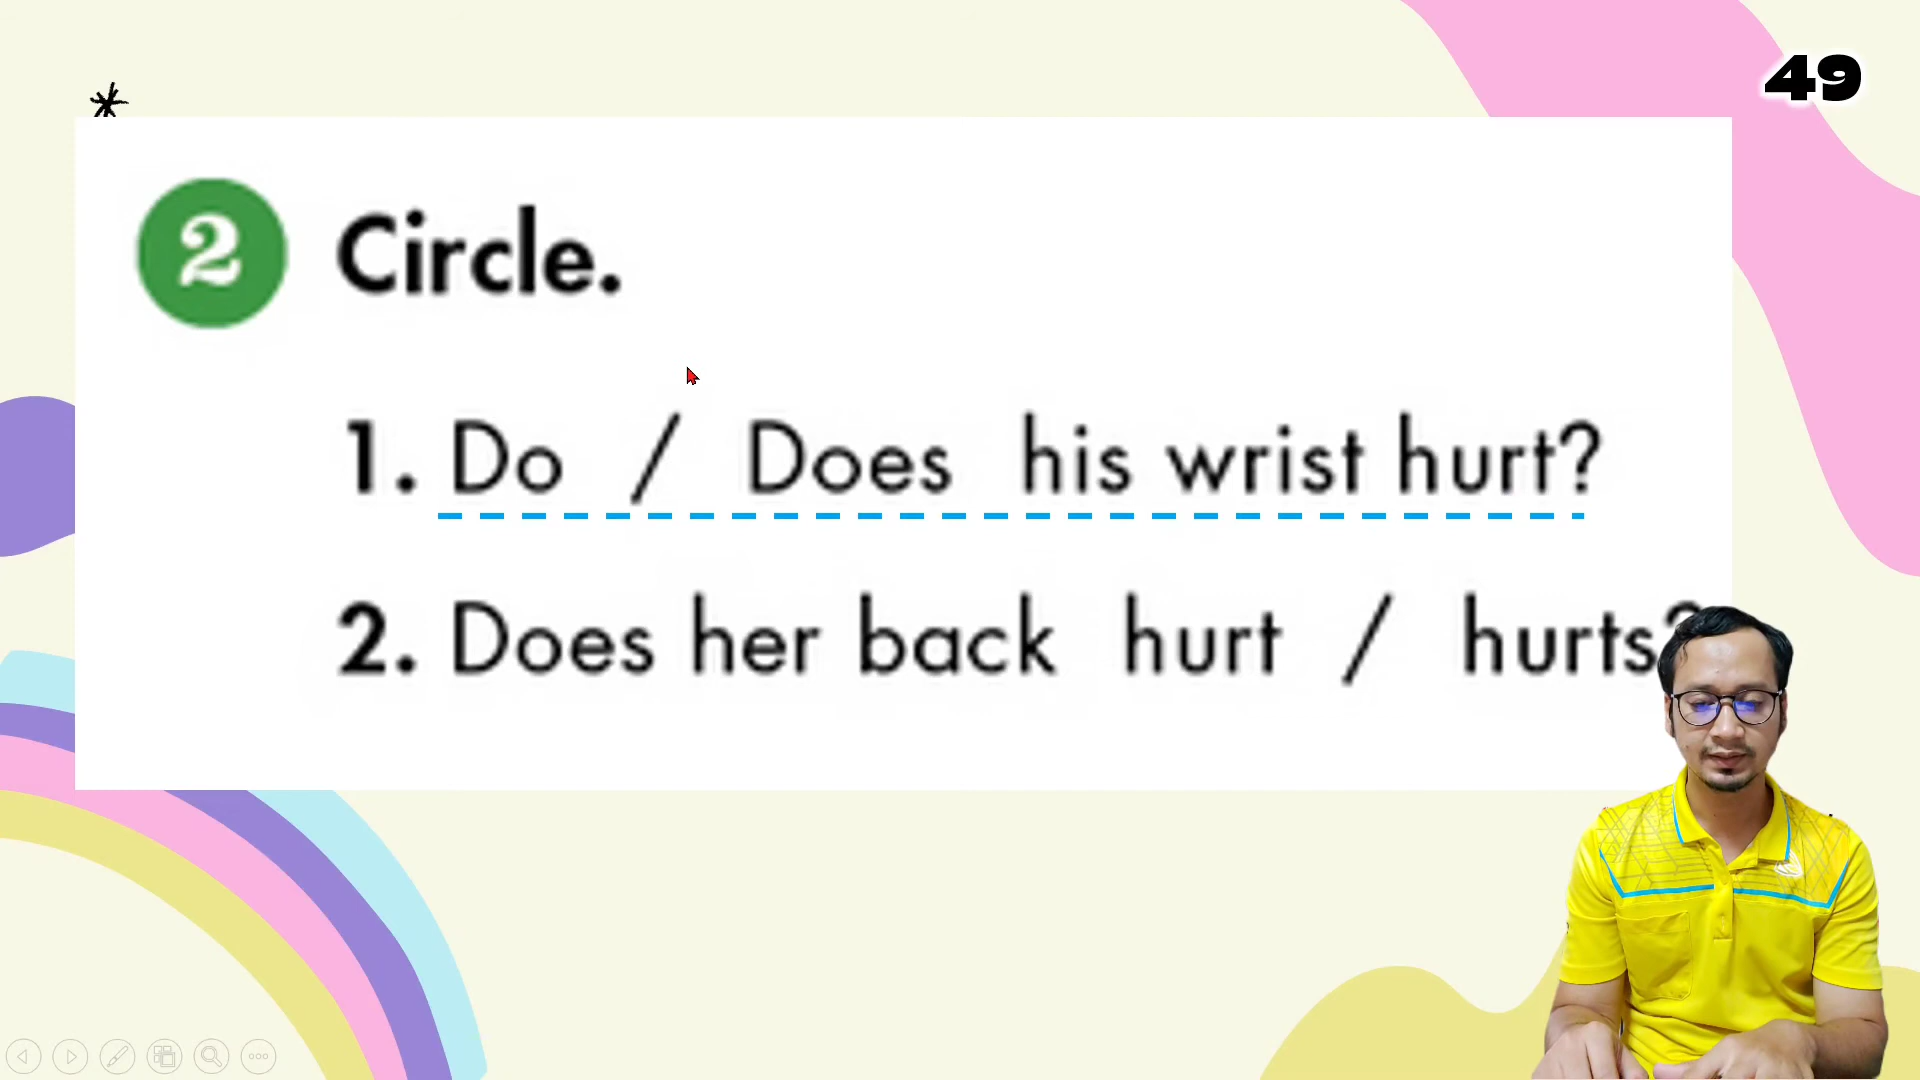 49
2 Circle.
1. Do / Does his wrist hurt?
2. Does her back hurt / hurts?